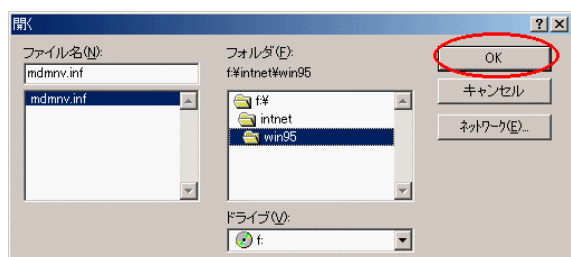 開く
ファイル名(N):
mdmnv.inf
mdmnv.inf
フォルダ(F):
f:¥intnet¥win95
f:¥
intnet
win95
ドライブ(V):
f:
OK
キャンセル
ネットワーク(E)...